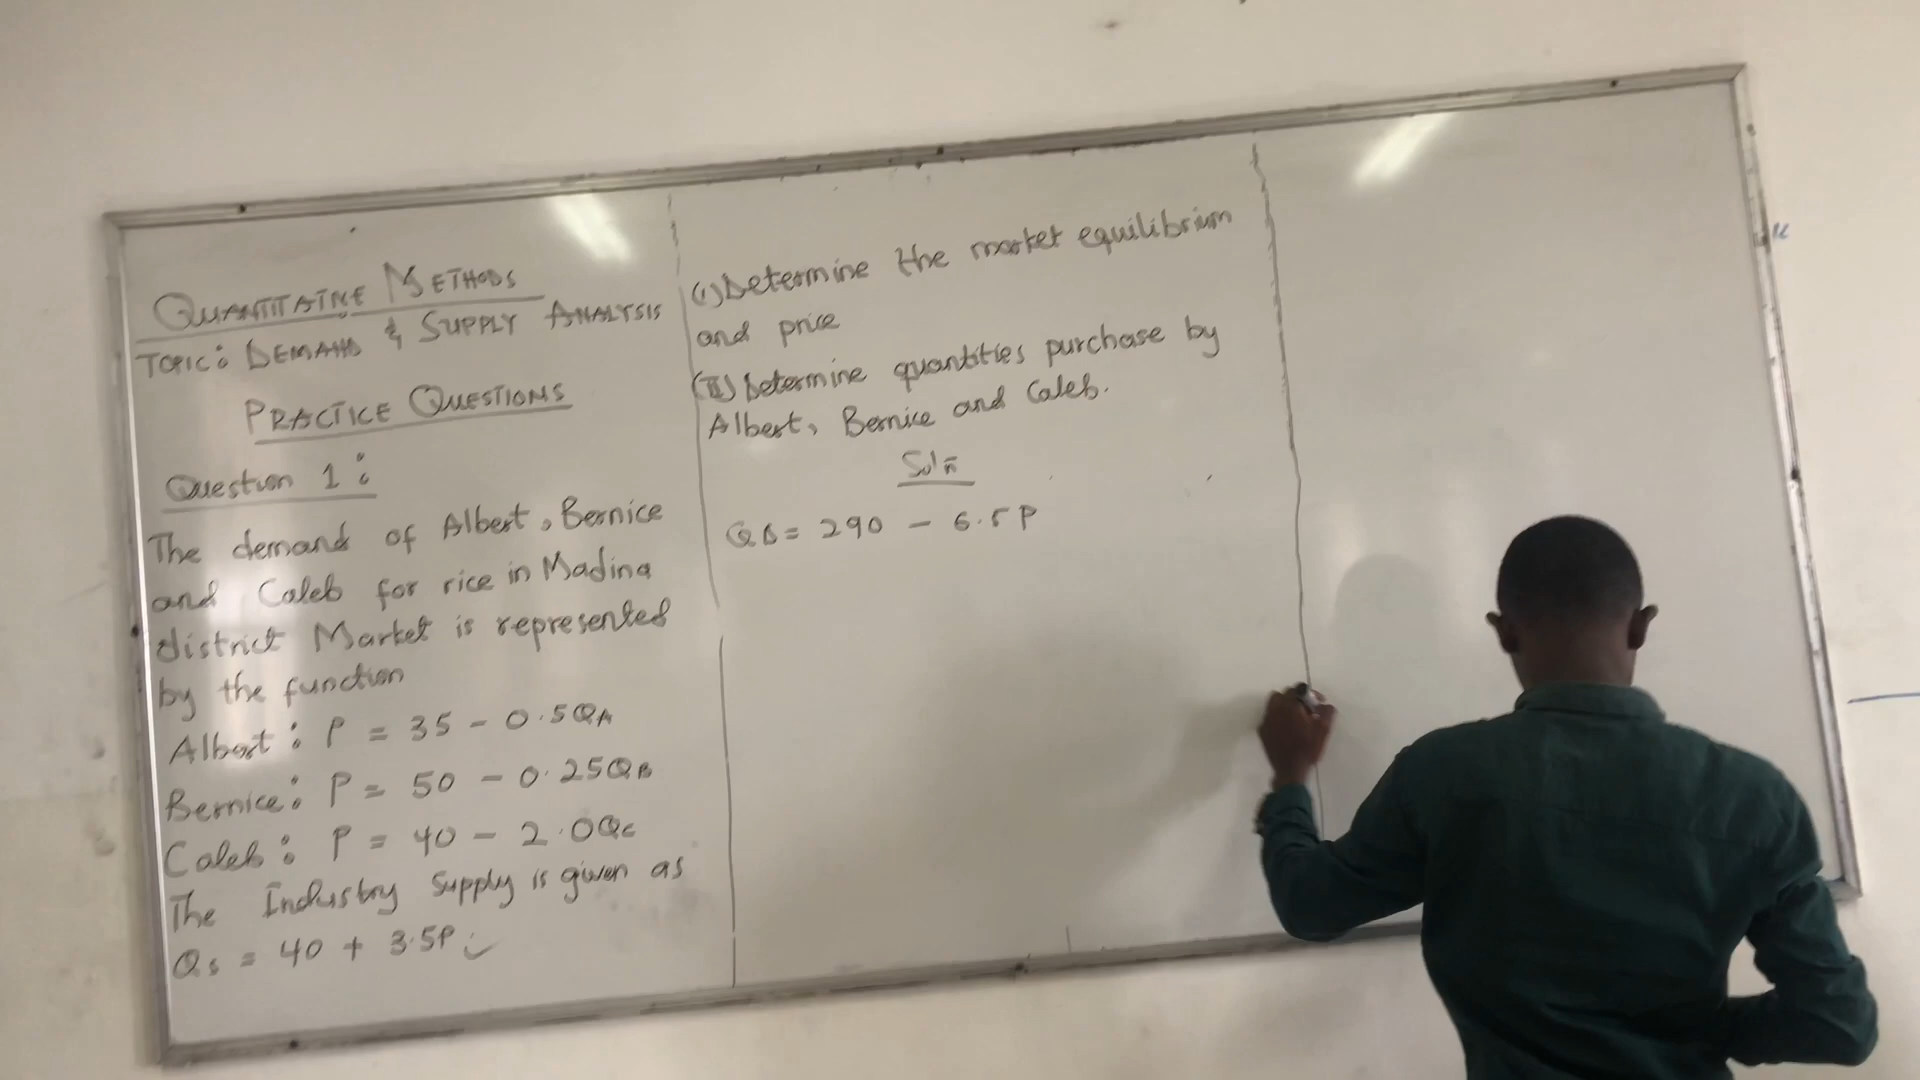 QUANTITATIVE METHODS
TOPIC: DEMAND & SUPPLY ANALYSIS
PRACTICE QUESTIONS
Question 1:
The demand of Albert, Bernice
and Caleb for rice in Madina
district Market is represented
by the function
Albert: P = 35 - 0.5QA
Bernice: P = 50 - 0.25QB
Caleb: P = 40 - 2.0Qc
The Industry Supply is given as
Qs = 40 + 3.5P
(i) Determine the market equilibrium
and price
(II) Determine quantities purchase by
Albert, Bernice and Caleb.
Soln
QD = 290 - 6.5P